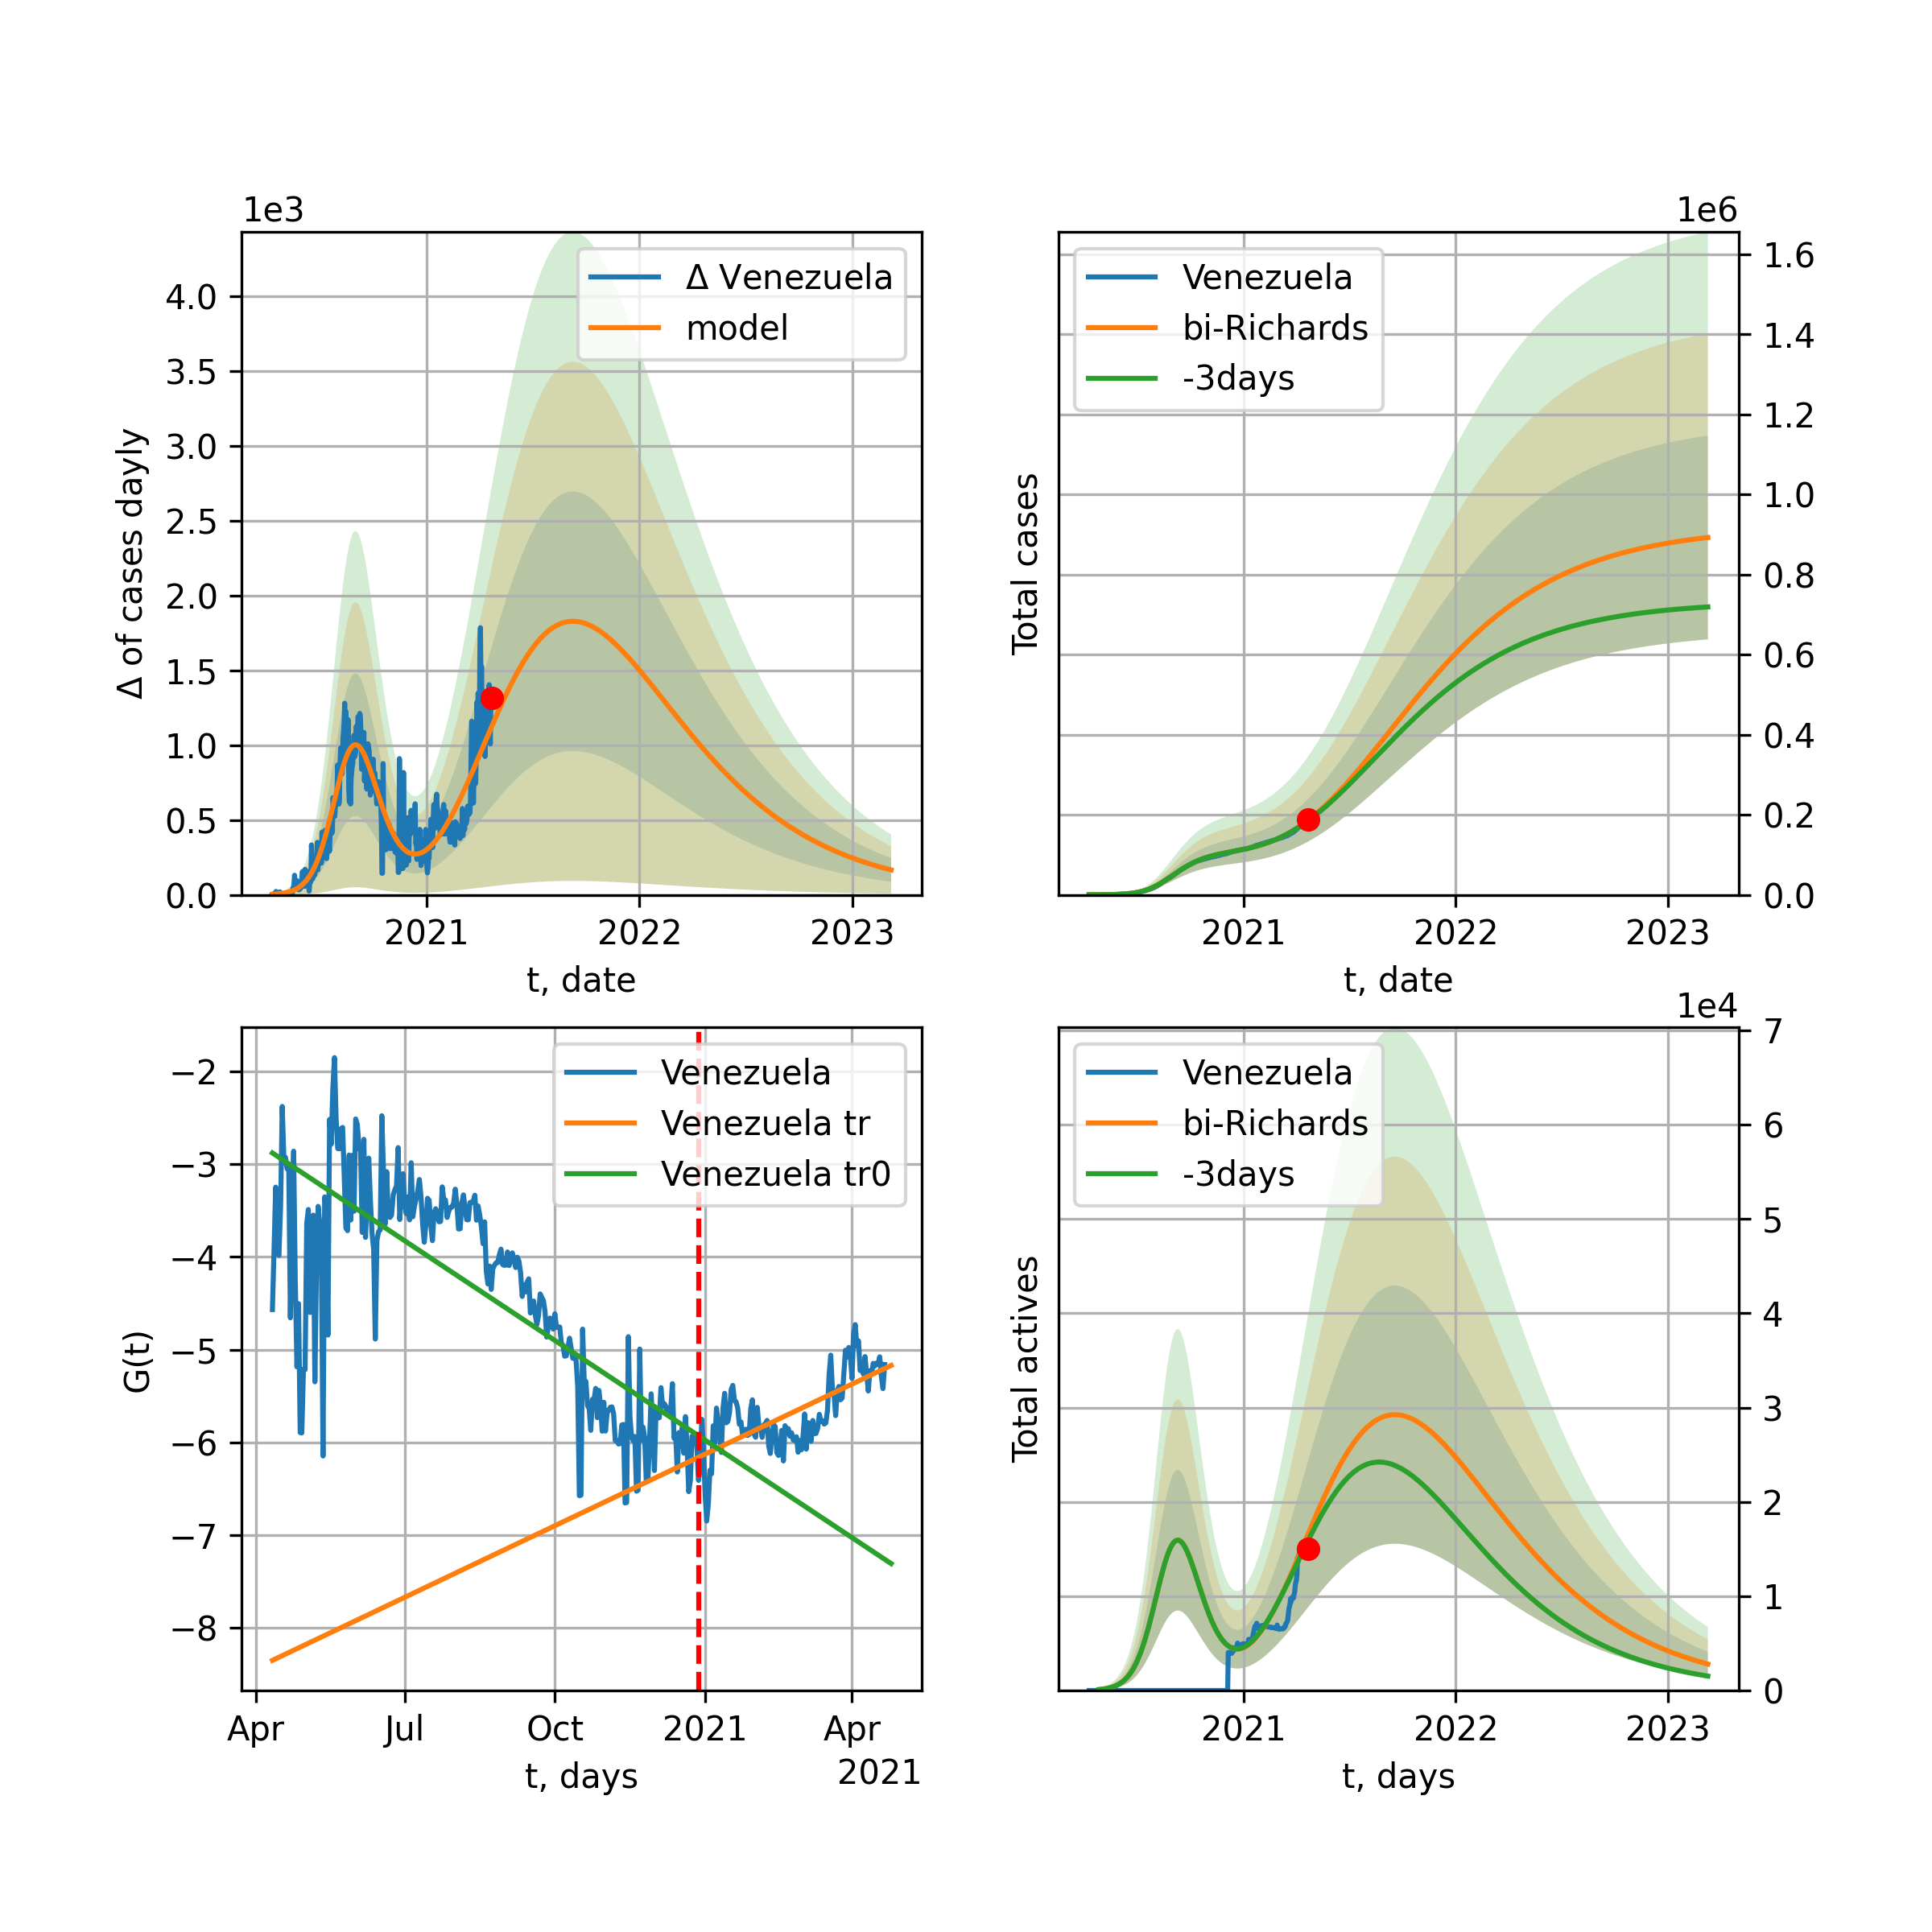 1e3
Δ of cases dayly
4.0
3.5
3.0
2.5
2.0
1.5
1.0
0.5
0.0
Δ Venezuela
model
2021 2022 2023
t, date
1e6
Total cases
Venezuela
bi-Richards
-3days
1.6
1.4
1.2
1.0
0.8
0.6
0.4
0.2
0.0
2021 2022 2023
t, date
G(t)
−2
−3
−4
−5
−6
−7
−8
Venezuela
Venezuela tr
Venezuela tr0
Apr Jul Oct 2021 Apr
t, days
2021
1e4
Total actives
Venezuela
bi-Richards
-3days
7
6
5
4
3
2
1
0
2021 2022 2023
t, days